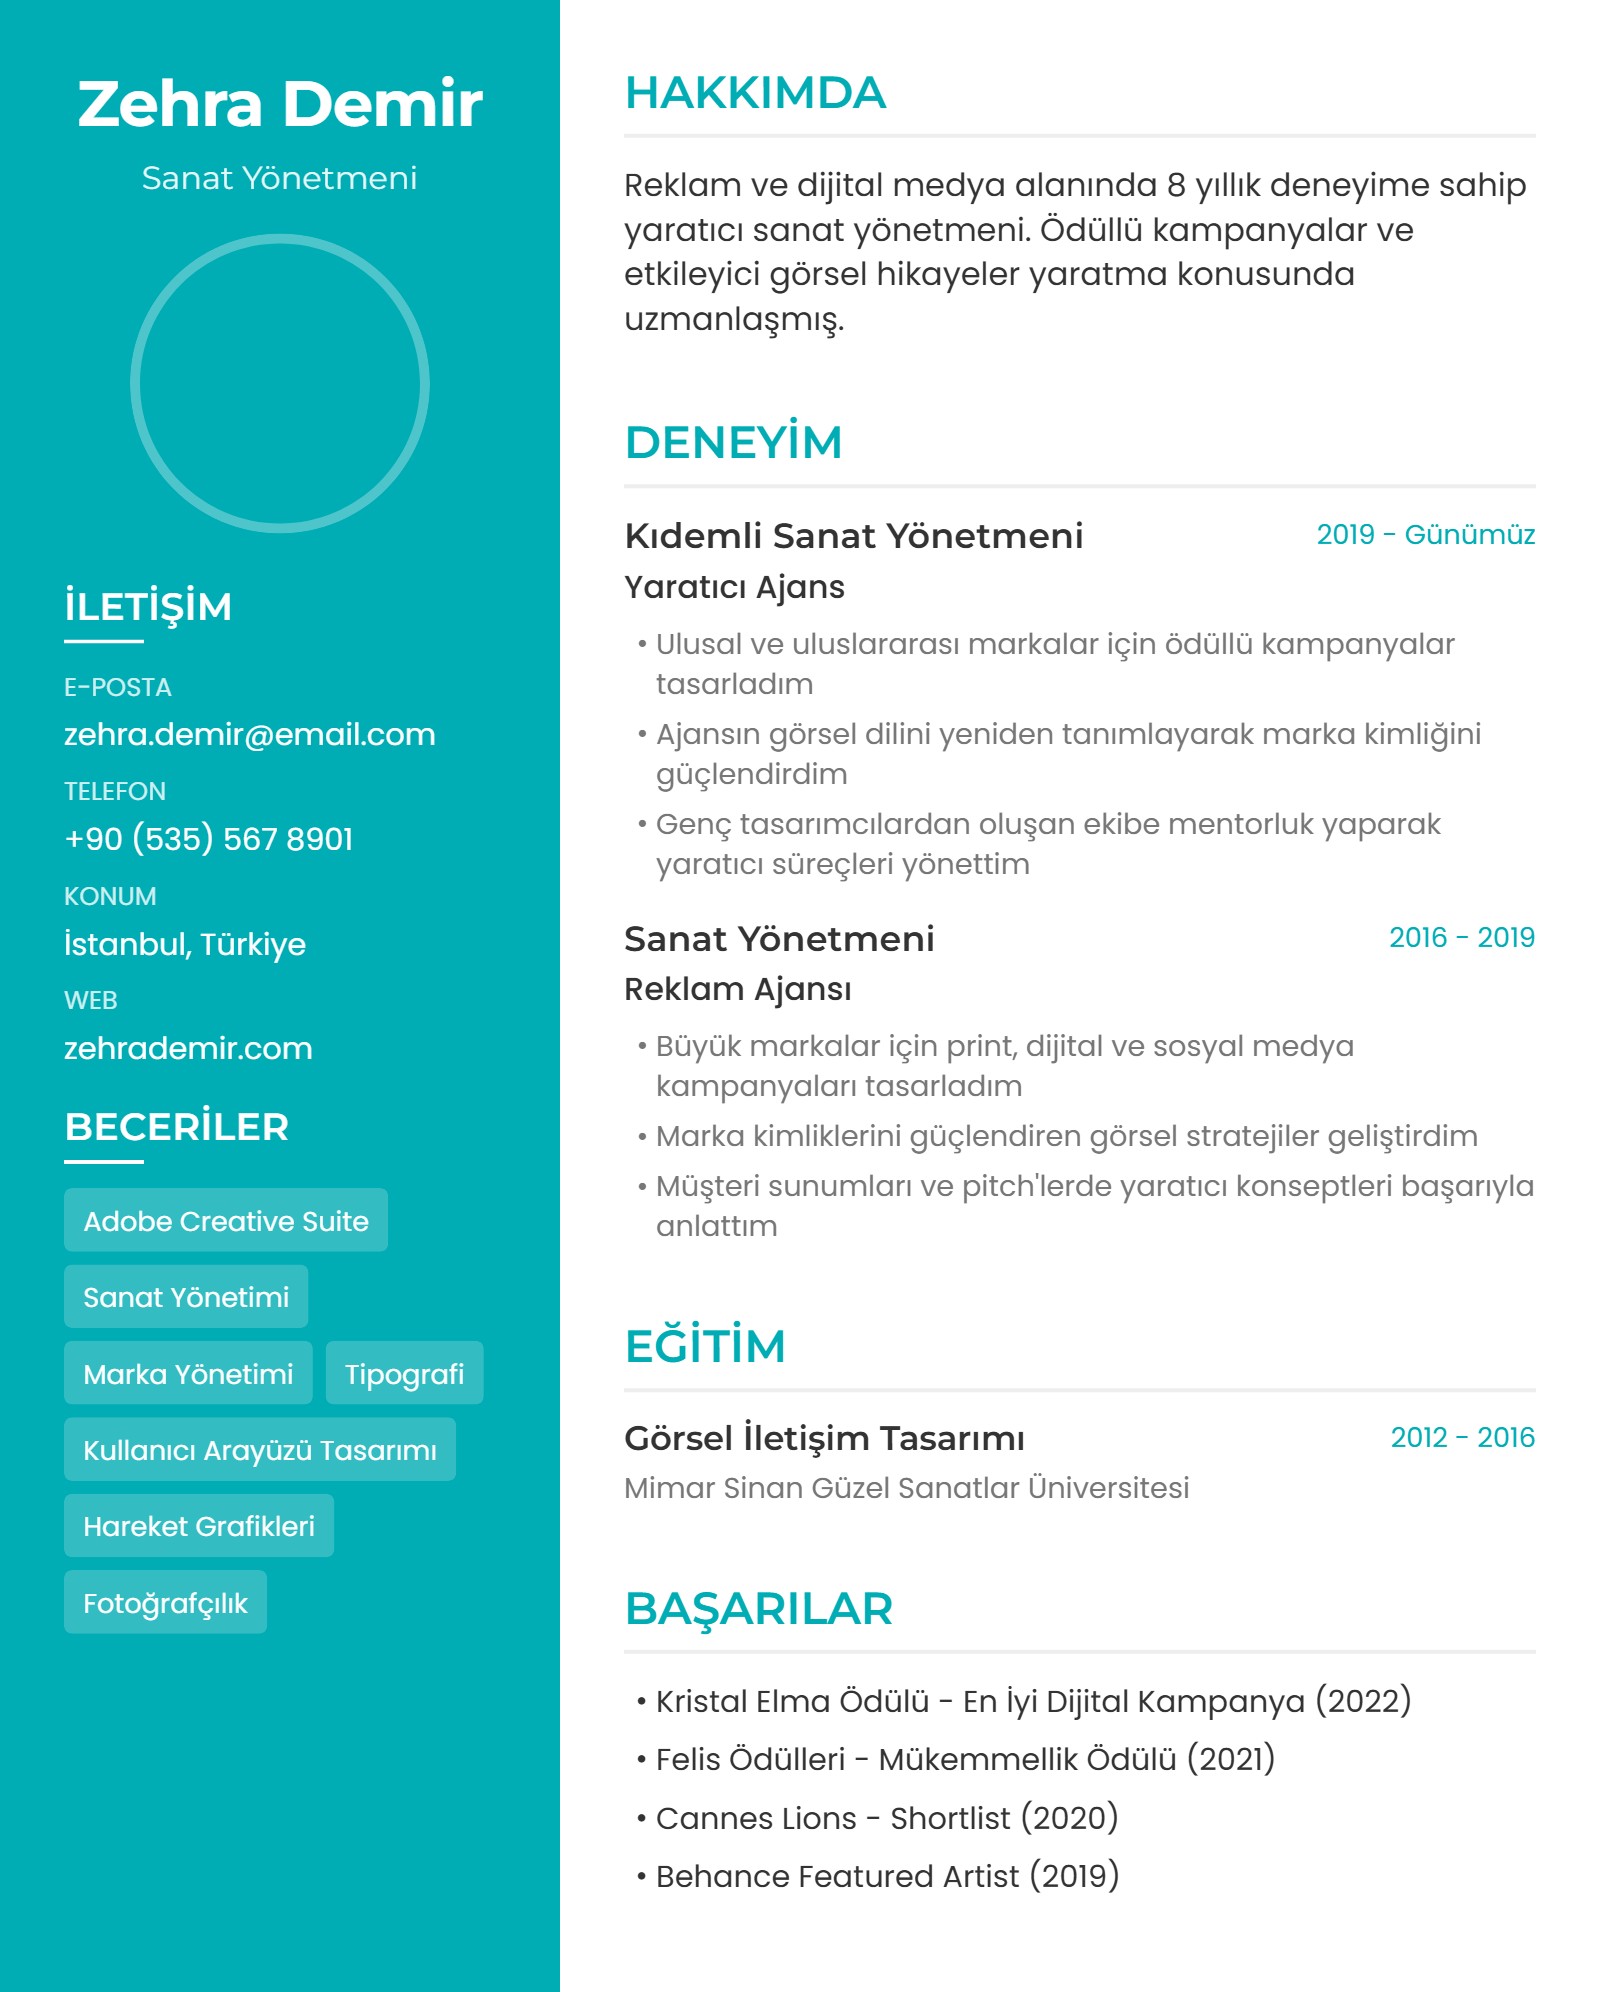 Zehra Demir
Sanat Yönetmeni
İLETİŞİM
E-POSTA
zehra.demir@email.com
TELEFON
+90 (535) 567 8901
KONUM
İstanbul, Türkiye
WEB
zehrademir.com
BECERİLER
Adobe Creative Suite
Sanat Yönetimi
Marka Yönetimi Tipografi
Kullanıcı Arayüzü Tasarımı
Hareket Grafikleri
Fotoğrafçılık
HAKKIMDA
Reklam ve dijital medya alanında 8 yıllık deneyime sahip
yaratıcı sanat yönetmeni. Ödüllü kampanyalar ve
etkileyici görsel hikayeler yaratma konusunda
uzmanlaşmış.
DENEYİM
Kıdemli Sanat Yönetmeni 2019 - Günümüz
Yaratıcı Ajans
• Ulusal ve uluslararası markalar için ödüllü kampanyalar
tasarladım
• Ajansın görsel dilini yeniden tanımlayarak marka kimliğini
güçlendirdim
• Genç tasarımcılardan oluşan ekibe mentorluk yaparak
yaratıcı süreçleri yönettim
Sanat Yönetmeni 2016 - 2019
Reklam Ajansı
• Büyük markalar için print, dijital ve sosyal medya
kampanyaları tasarladım
• Marka kimliklerini güçlendiren görsel stratejiler geliştirdim
• Müşteri sunumları ve pitch'lerde yaratıcı konseptleri başarıyla
anlattım
EĞİTİM
Görsel İletişim Tasarımı 2012 - 2016
Mimar Sinan Güzel Sanatlar Üniversitesi
BAŞARILAR
• Kristal Elma Ödülü - En İyi Dijital Kampanya (2022)
• Felis Ödülleri - Mükemmellik Ödülü (2021)
• Cannes Lions - Shortlist (2020)
• Behance Featured Artist (2019)